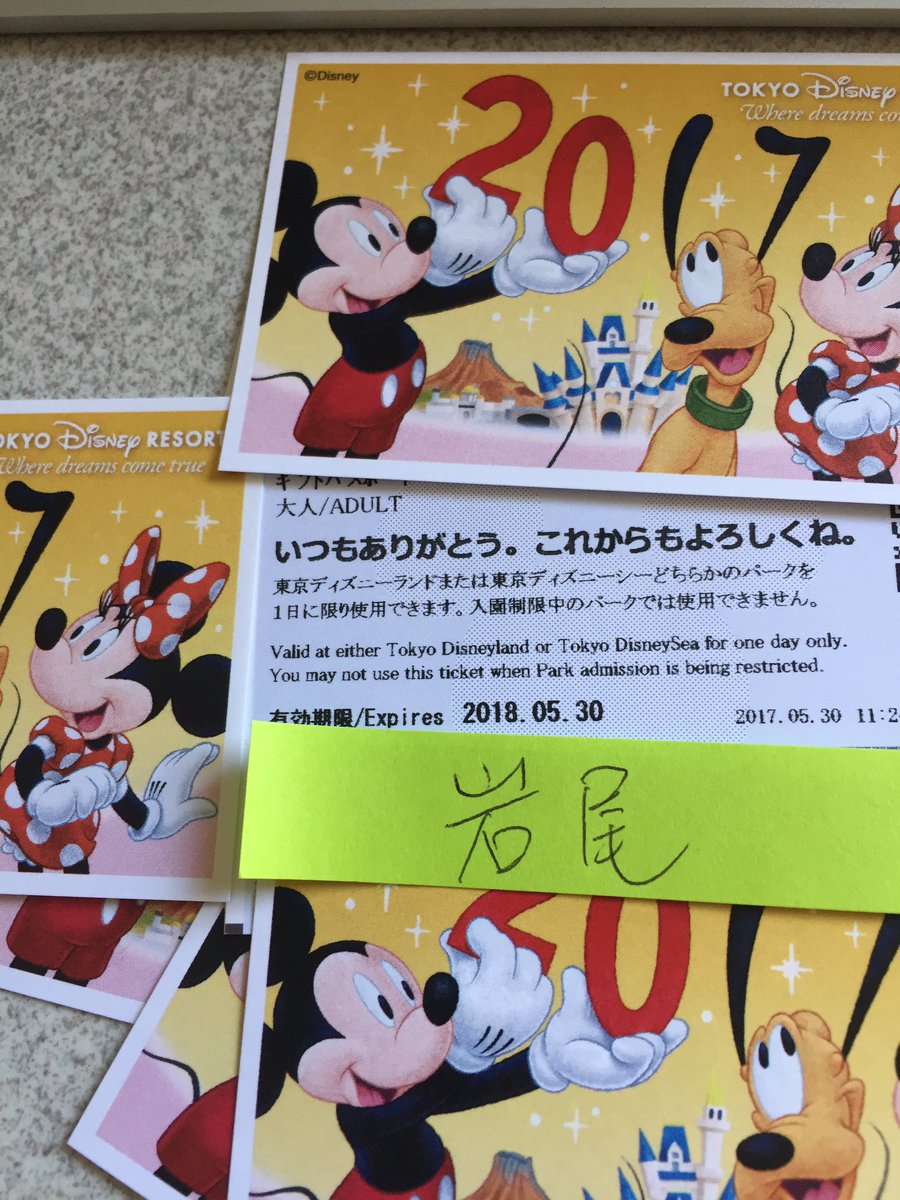 ©Disney
2017
TOKYO Disney
Where dreams co
OKYO Disney RESORT
Where dreams come true
7
ギフトパスポート
大人/ADULT
いつもありがとう。これからもよろしくね。
東京ディズニーランドまたは東京ディズニーシーどちらかのパークを
1日に限り使用できます。入園制限中のパークでは使用できません。
Valid at either Tokyo Disneyland or Tokyo DisneySea for one day only.
You may not use this ticket when Park admission is being restricted.
有効期限/Expires 2018.05.30
2017.05.30 11:2
岩尾
2017